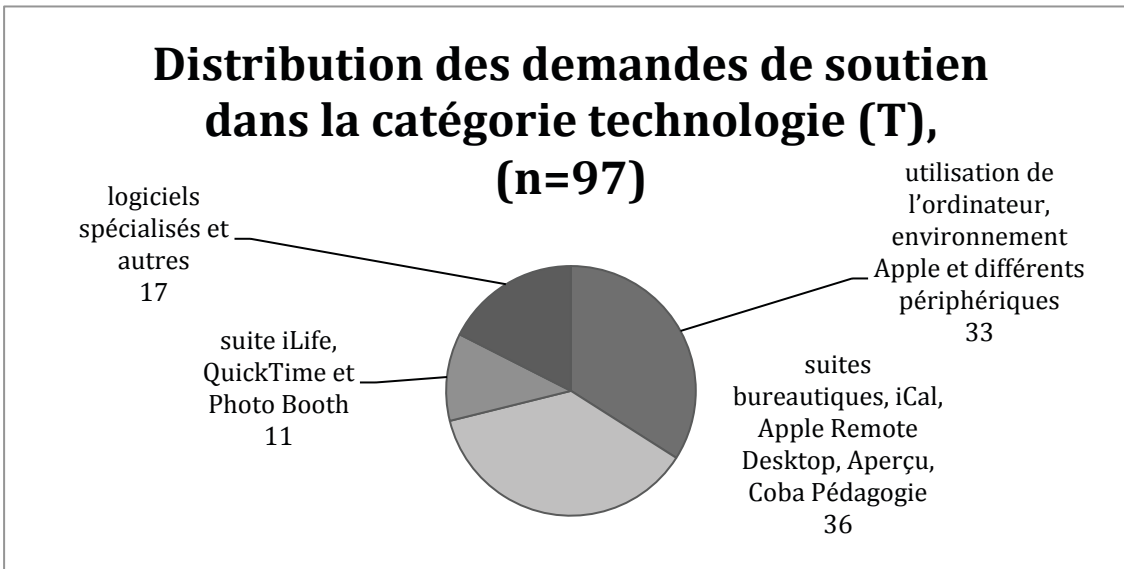 Distribution des demandes de soutien
dans la catégorie technologie (T),
(n=97)
utilisation de
l’ordinateur,
environnement
Apple et différents
périphériques
33
suites
bureautiques, iCal,
Apple Remote
Desktop, Aperçu,
Coba Pédagogie
36
suite iLife,
QuickTime et
Photo Booth
11
logiciels
spécialisés et
autres
17